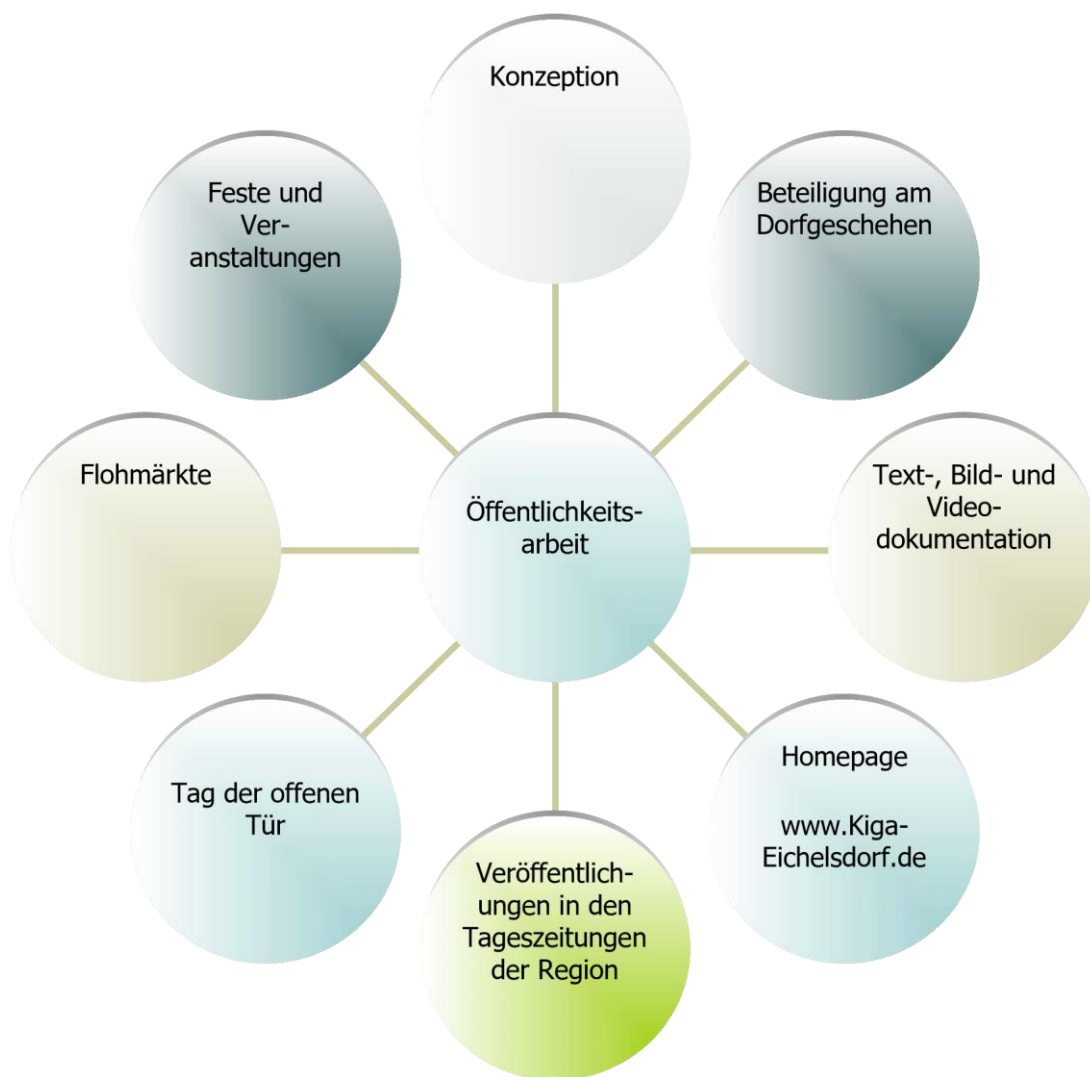 Konzeption
Feste und
Ver-
anstaltungen
Beteiligung am
Dorfgeschehen
Flohmärkte
Öffentlichkeits-
arbeit
Text-, Bild- und
Video-
dokumentation
Tag der offenen
Tür
Homepage
www.Kiga-
Eichelsdorf.de
Veröffentlich-
ungen in den
Tageszeitungen
der Region